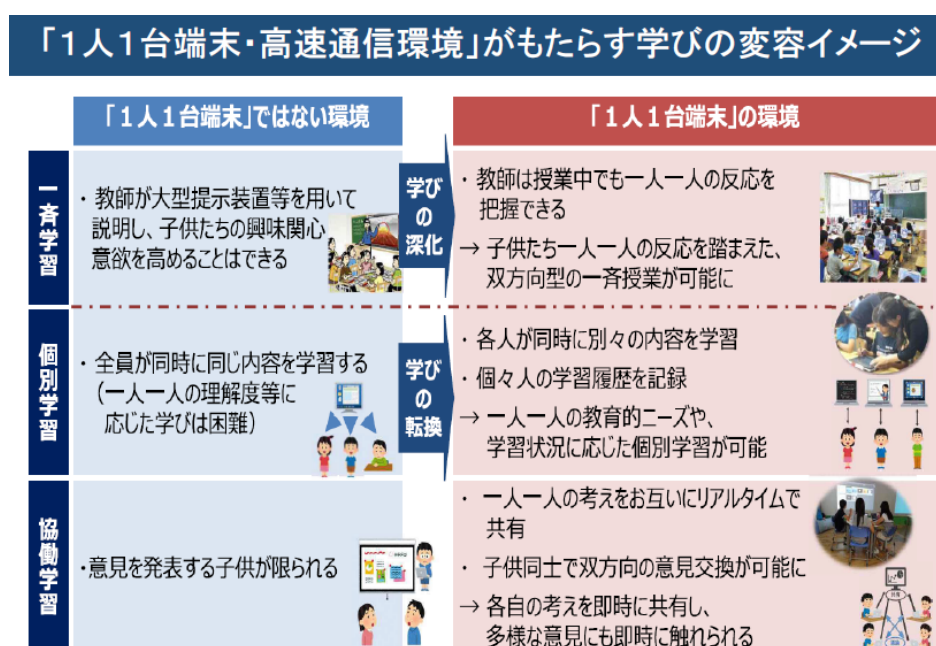 「１人１台端末・高速通信環境」がもたらす学びの変容イメージ
「１人１台端末」ではない環境
「１人１台端末」の環境
一斉学習
・教師が大型提示装置等を用いて
説明し、子供たちの興味関心
意欲を高めることはできる
学び
の
深化
・教師は授業中でも一人一人の反応を
把握できる
→ 子供たち一人一人の反応を踏まえた、
双方向型の一斉授業が可能に
個別学習
・全員が同時に同じ内容を学習する
（一人一人の理解度等に
応じた学びは困難）
学び
の
転換
・各人が同時に別々の内容を学習
・個々人の学習履歴を記録
→ 一人一人の教育的ニーズや、
学習状況に応じた個別学習が可能
協働学習
・意見を発表する子供が限られる
・一人一人の考えをお互いにリアルタイムで
共有
・子供同士で双方向の意見交換が可能に
→ 各自の考えを即時に共有し、
多様な意見にも即時に触れられる